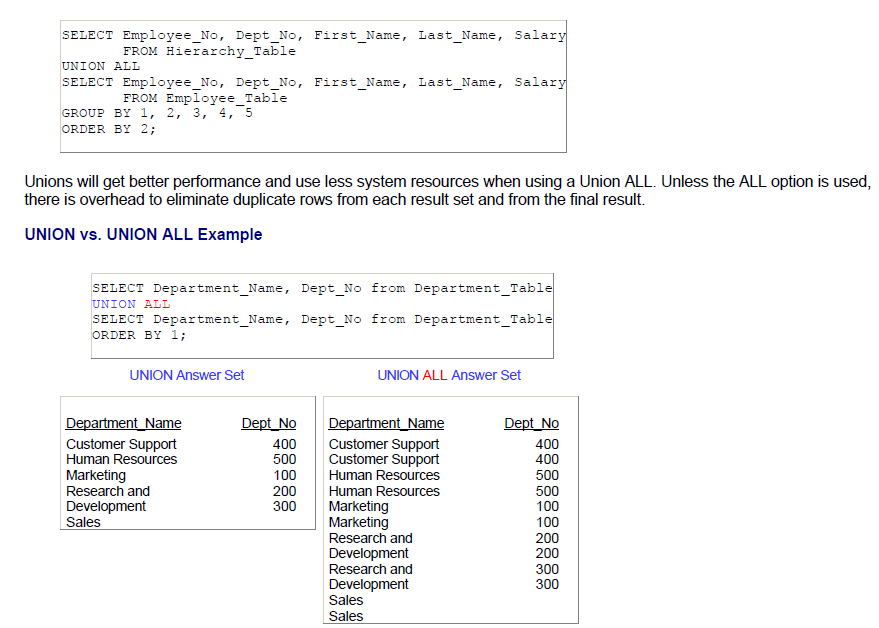 SELECT Employee_No, Dept_No, First_Name, Last_Name, Salary
FROM Hierarchy_Table
UNION ALL
SELECT Employee_No, Dept_No, First_Name, Last_Name, Salary
FROM Employee_Table
GROUP BY 1, 2, 3, 4, 5
ORDER BY 2;
Unions will get better performance and use less system resources when using a Union ALL. Unless the ALL option is used,
there is overhead to eliminate duplicate rows from each result set and from the final result.
UNION vs. UNION ALL Example
SELECT Department_Name, Dept_No from Department_Table
UNION ALL
SELECT Department_Name, Dept_No from Department_Table
ORDER BY 1;
UNION Answer Set
Department_Name Dept_No
Customer Support 400
Human Resources 500
Marketing 100
Research and 200
Development 300
Sales
UNION ALL Answer Set
Department_Name Dept_No
Customer Support 400
Customer Support 400
Human Resources 500
Human Resources 500
Marketing 100
Marketing 100
Research and 200
Development 200
Research and 300
Development 300
Sales
Sales